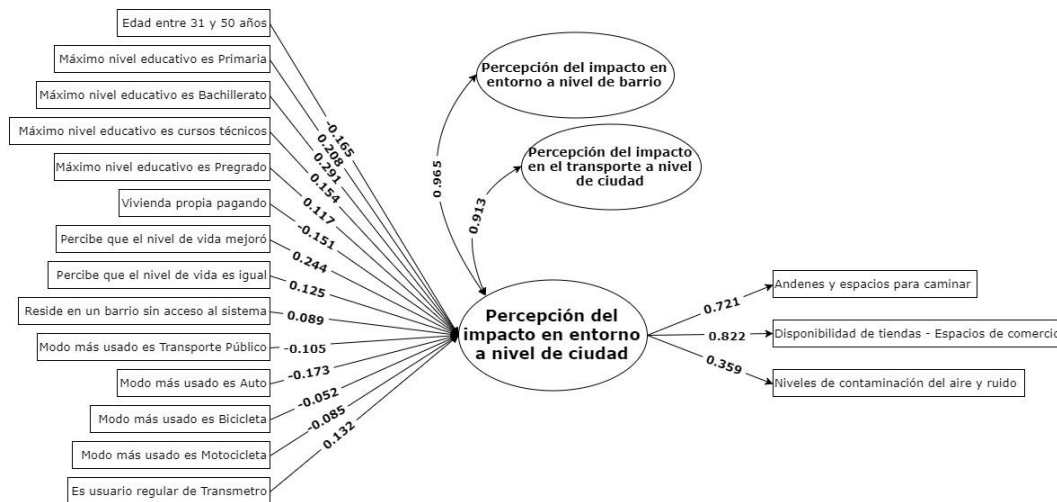 Edad entre 31 y 50 años
Máximo nivel educativo es Primaria
Máximo nivel educativo es Bachillerato
Máximo nivel educativo es cursos técnicos
Máximo nivel educativo es Pregrado
Vivienda propia pagando
Percibe que el nivel de vida mejoró
Percibe que el nivel de vida es igual
Reside en un barrio sin acceso al sistema
Modo más usado es Transporte Público
Modo más usado es Auto
Modo más usado es Bicicleta
Modo más usado es Motocicleta
Es usuario regular de Transmetro
-0.165
0.208
0.291
0.154
0.117
-0.151
0.244
0.125
0.089
-0.105
-0.173
-0.052
-0.085
0.132
Percepción del impacto en
entorno a nivel de barrio
Percepción del impacto
en el transporte a nivel
de ciudad
0.965
0.913
Percepción del
impacto en entorno
a nivel de ciudad
0.721
0.822
0.359
Andenes y espacios para caminar
Disponibilidad de tiendas - Espacios de comercio
Niveles de contaminación del aire y ruido